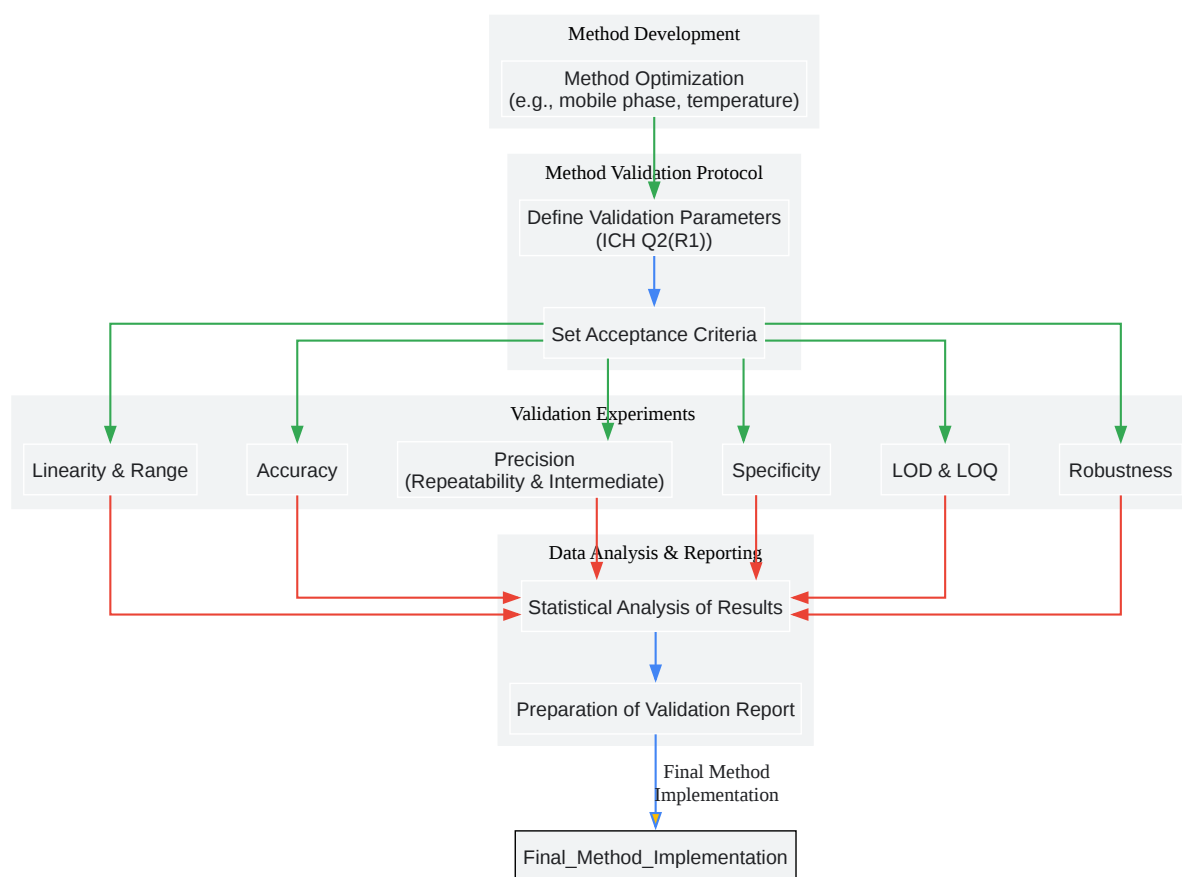 Method Development
Method Optimization
(e.g., mobile phase, temperature)
Method Validation Protocol
Define Validation Parameters
(ICH Q2(R1))
Set Acceptance Criteria
Validation Experiments
Linearity & Range
Accuracy
Precision
(Repeatability & Intermediate)
Specificity
LOD & LOQ
Robustness
Data Analysis & Reporting
Statistical Analysis of Results
Preparation of Validation Report
Final Method
Implementation
Final_Method_Implementation